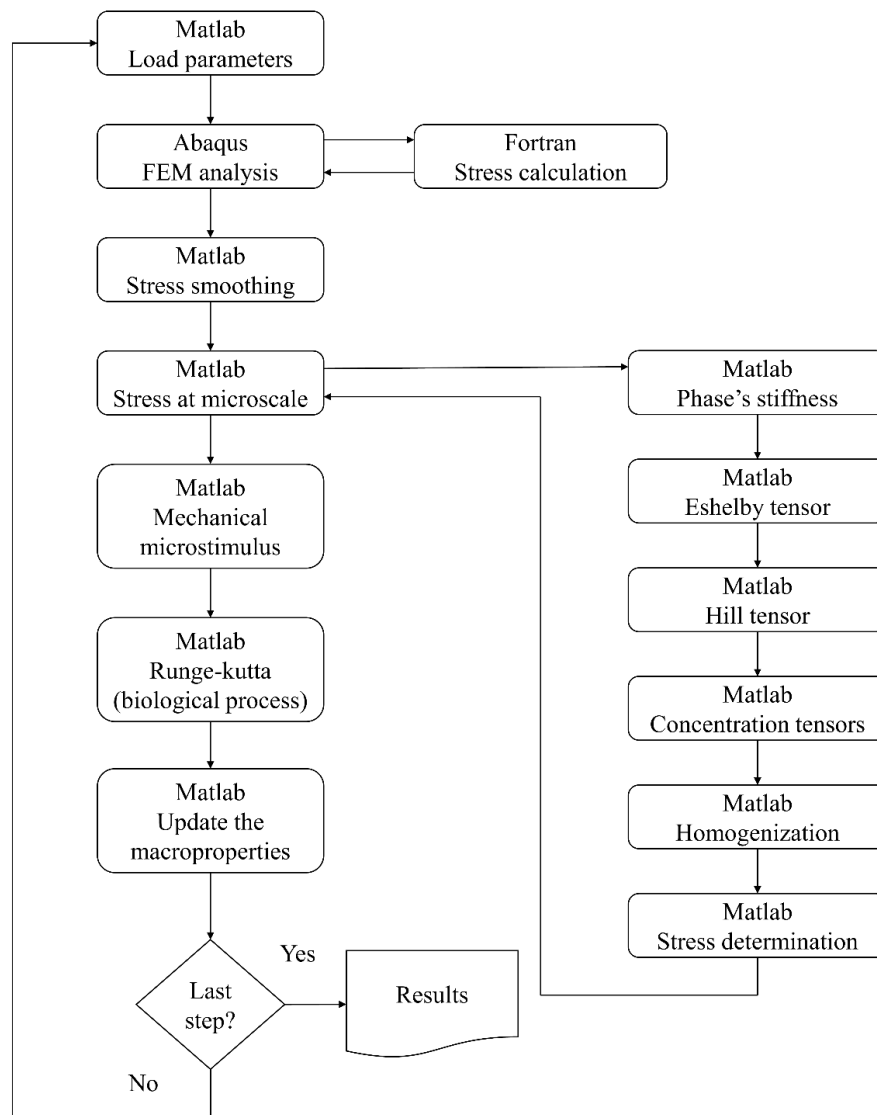 Matlab
Load parameters
Abaqus
FEM analysis
Fortran
Stress calculation
Matlab
Stress smoothing
Matlab
Stress at microscale
Matlab
Phase’s stiffness
Matlab
Eshelby tensor
Matlab
Mechanical
microstimulus
Matlab
Hill tensor
Matlab
Runge-kutta
(biological process)
Matlab
Concentration tensors
Matlab
Update the
macroproperties
Matlab
Homogenization
Matlab
Stress determination
Last
step?
Yes
Results
No